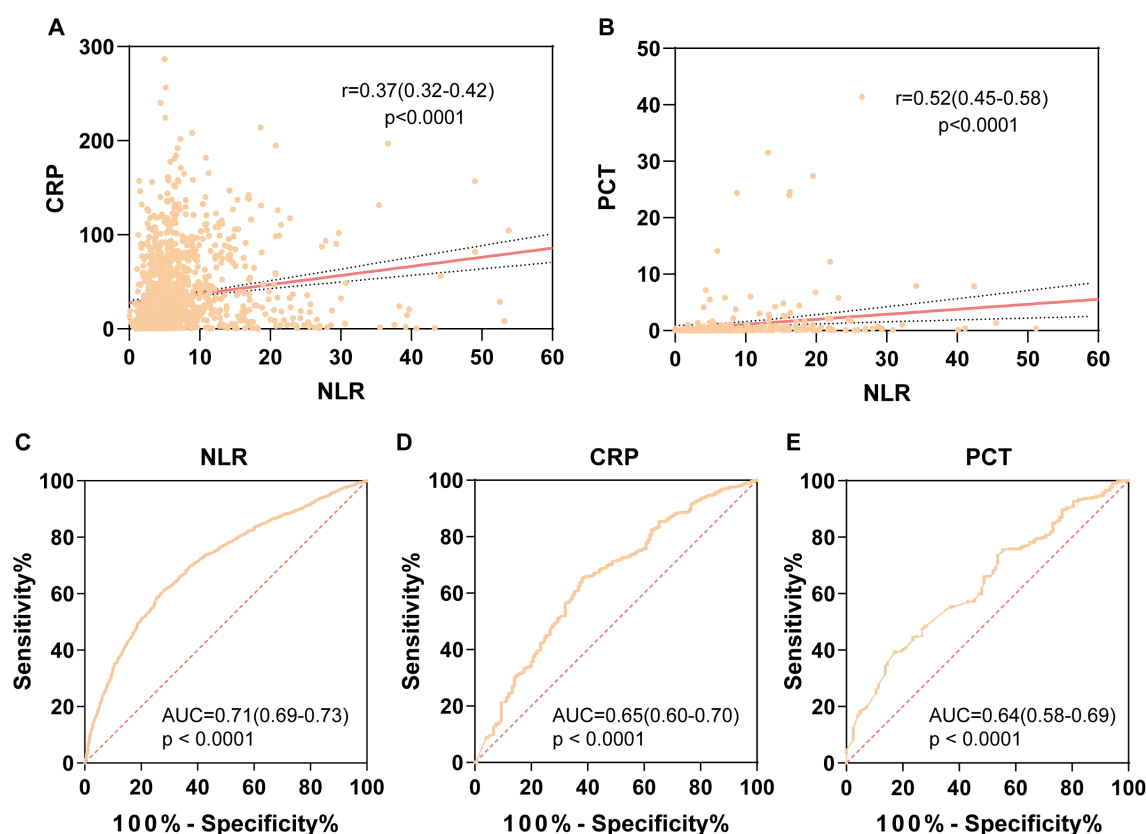 A
300
200
100
0
CRP
r=0.37(0.32-0.42)
p<0.0001
0 10 20 30 40 50 60
NLR
B
50
40
30
20
10
0
PCT
r=0.52(0.45-0.58)
p<0.0001
0 10 20 30 40 50 60
NLR
C
NLR
100
80
60
40
20
0
Sensitivity%
AUC=0.71(0.69-0.73)
p < 0.0001
0 20 40 60 80 100
100% - Specificity%
D
CRP
100
80
60
40
20
0
Sensitivity%
AUC=0.65(0.60-0.70)
p < 0.0001
0 20 40 60 80 100
100% - Specificity%
E
PCT
100
80
60
40
20
0
Sensitivity%
AUC=0.64(0.58-0.69)
p < 0.0001
0 20 40 60 80 100
100% - Specificity%